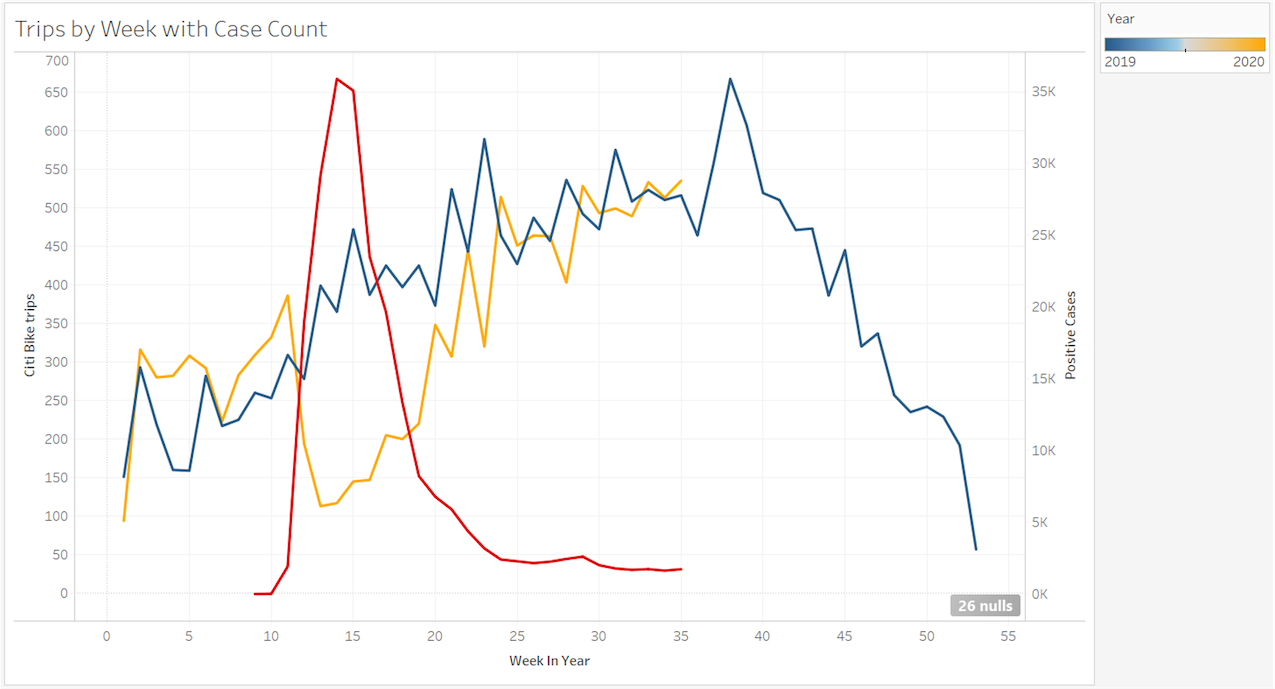 Trips by Week with Case Count
Year
2019 2020
700
650
600
550
500
450
400
350
300
250
200
150
100
50
0
Citi Bike trips
35K
30K
25K
20K
15K
10K
5K
0K
Positive Cases
26 nulls
0 5 10 15 20 25 30 35 40 45 50 55
Week In Year